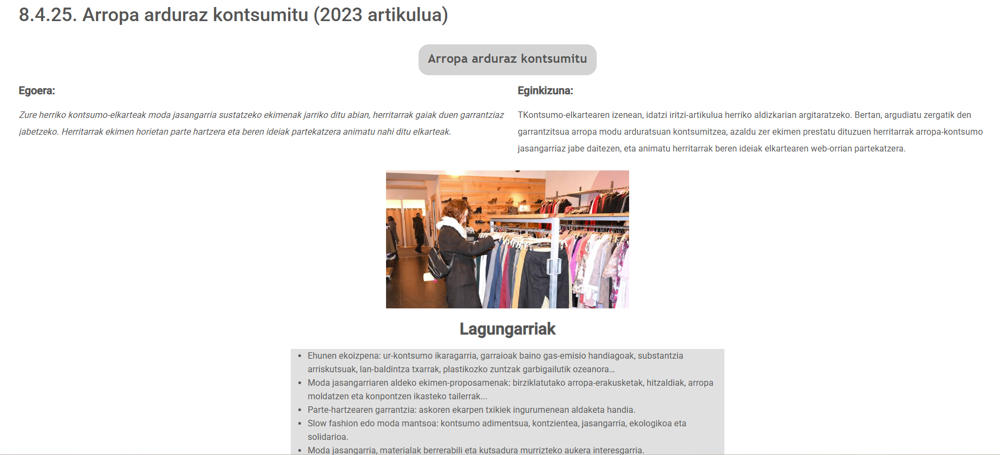 8.4.25. Arropa arduraz kontsumitu (2023 artikulua)
Arropa arduraz kontsumitu
Egoera:
Zure herriko kontsumo-elkarteak moda jasangarria sustatzeko ekimenak jarriko ditu abian, herritarrak gaiak duen garrantziaz
jabetzeko. Herritarrak ekimen horietan parte hartzera eta beren ideiak partekatzera animatu nahi ditu elkarteak.
Eginkizuna:
TKontsumo-elkartearen izenean, idatzi iritzi-artikulua herriko aldizkarian argitaratzeko. Bertan, argudiatu zergatik den
garrantzitsua arropa modu arduratsuan kontsumitzea, azaldu zer ekimen prestatu dituzuen herritarrak arropa-kontsumo
jasangarriaz jabe daitezen, eta animatu herritarrak beren ideiak elkartearen web-orrian partekatzera.
Lagungarriak
• Ehunen ekoizpena: ur-kontsumo ikaragarria, garraioak baino gas-emisio handiagoak, substantzia
arriskutsuak, lan-baldintza txarrak, plastikozko zuntzak garbigailutik ozeanora...
• Moda jasangarriaren aldeko ekimen-proposamenak: birziklatutako arropa-erakusketak, hitzaldiak, arropa
moldatzen eta konpontzen ikasteko tailerrak...
• Parte-hartzearen garrantzia: askoren ekarpen txikiek ingurumenean aldaketa handia.
• Slow fashion edo moda mantsoa: kontsumo adimentsua, kontzientea, jasangarria, ekologikoa eta
solidarioa.
• Moda jasangarria, materialak berrerabili eta kutsadura murrizteko aukera interesgarria.